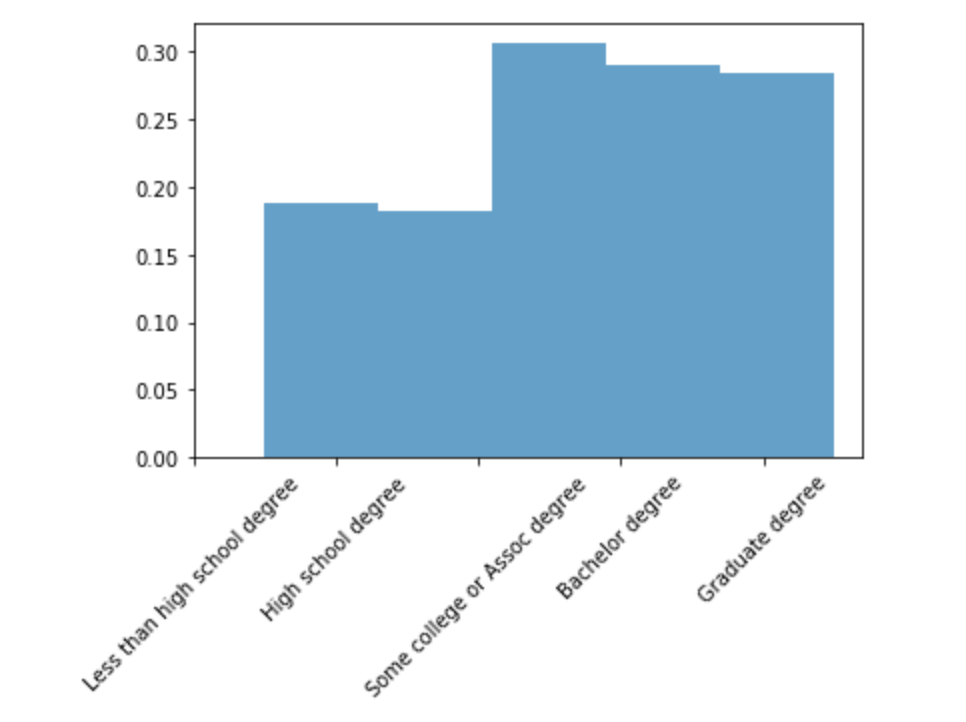 0.30
0.25
0.20
0.15
0.10
0.05
0.00
Less than high school degree
High school degree
Some college or Assoc degree
Bachelor degree
Graduate degree